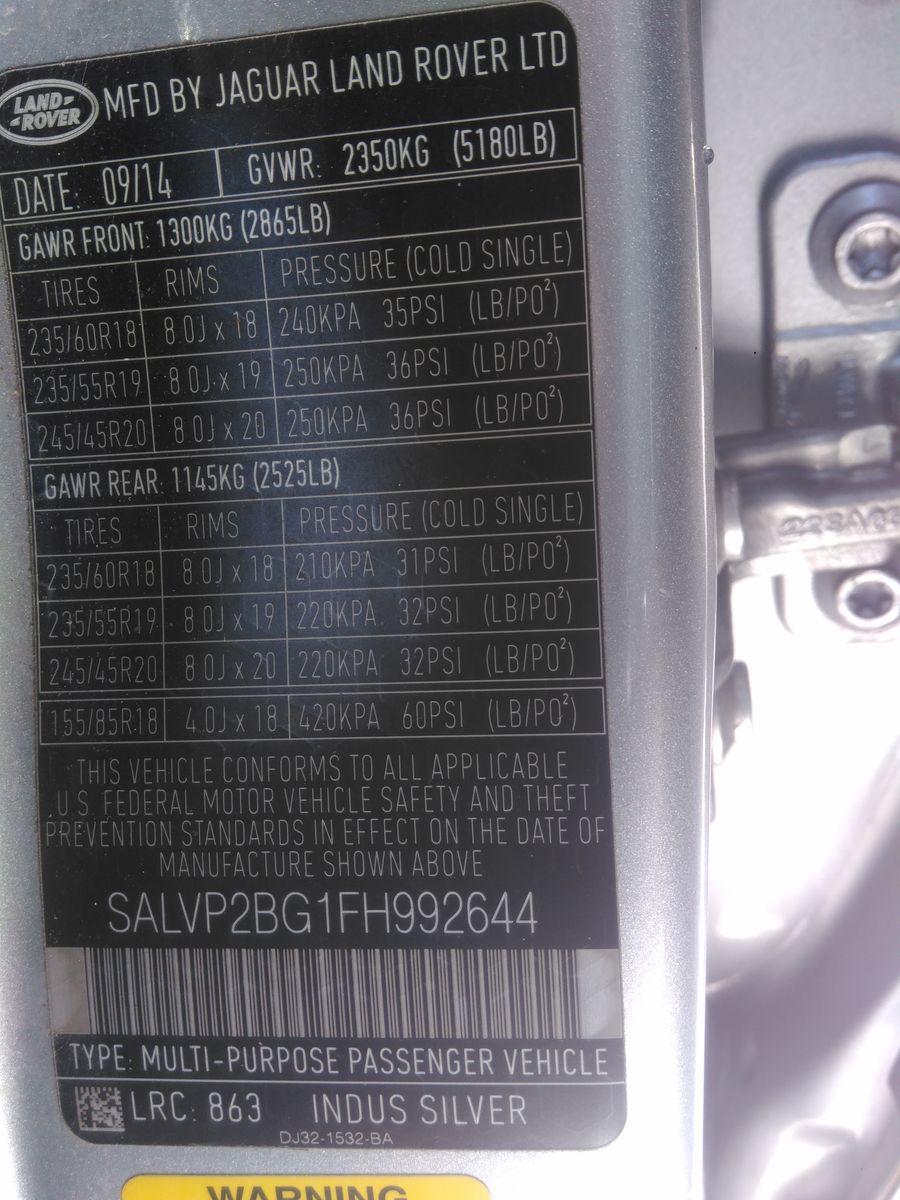 LAND-
-ROVER
MFD BY JAGUAR LAND ROVER LTD
DATE: 09/14 GVWR: 2350KG (5180LB)
GAWR FRONT: 1300KG (2865LB)
TIRES RIMS PRESSURE (COLD SINGLE)
235/60R18 8.0J x 18 240KPA 35PSI (LB/PO²)
235/55R19 8.0J x 19 250KPA 36PSI (LB/PO²)
245/45R20 8.0J x 20 250KPA 36PSI (LB/PO²)
GAWR REAR: 1145KG (2525LB)
TIRES RIMS PRESSURE (COLD SINGLE)
235/60R18 8.0J x 18 210KPA 31PSI (LB/PO²)
235/55R19 8.0J x 19 220KPA 32PSI (LB/PO²)
245/45R20 8.0J x 20 220KPA 32PSI (LB/PO²)
155/85R18 4.0J x 18 420KPA 60PSI (LB/PO²)
THIS VEHICLE CONFORMS TO ALL APPLICABLE
U.S. FEDERAL MOTOR VEHICLE SAFETY AND THEFT
PREVENTION STANDARDS IN EFFECT ON THE DATE OF
MANUFACTURE SHOWN ABOVE
SALVP2BG1FH992644
TYPE: MULTI-PURPOSE PASSENGER VEHICLE
LRC: 863 INDUS SILVER
DJ32-1532-BA
WARNING